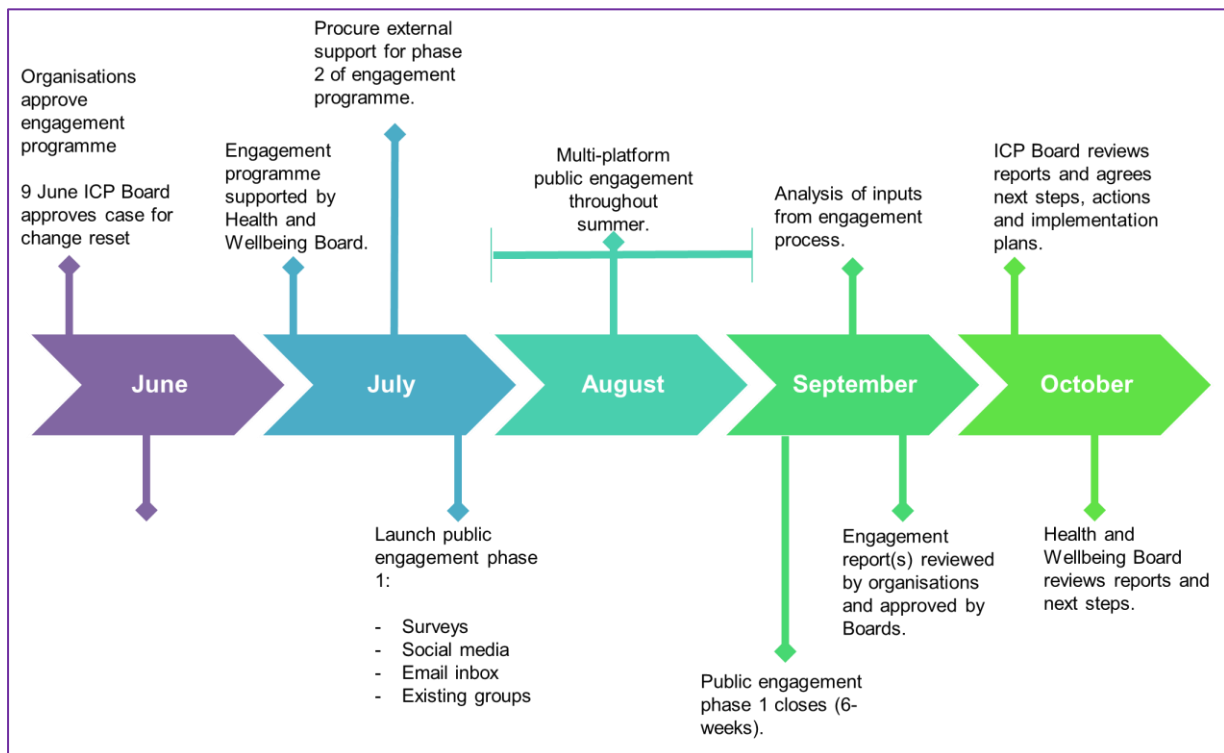 Organisations
approve
engagement
programme
9 June ICP Board
approves case for
change reset
Engagement
programme
supported by
Health and
Wellbeing Board.
Procure external
support for phase
2 of engagement
programme.
Multi-platform
public engagement
throughout
summer.
Analysis of inputs
from engagement
process.
ICP Board reviews
reports and agrees
next steps, actions
and implementation
plans.
June
July
August
September
October
Launch public
engagement phase
1:
- Surveys
- Social media
- Email inbox
- Existing groups
Public engagement
phase 1 closes (6-
weeks).
Engagement
report(s) reviewed
by organisations
and approved by
Boards.
Health and
Wellbeing Board
reviews reports and
next steps.